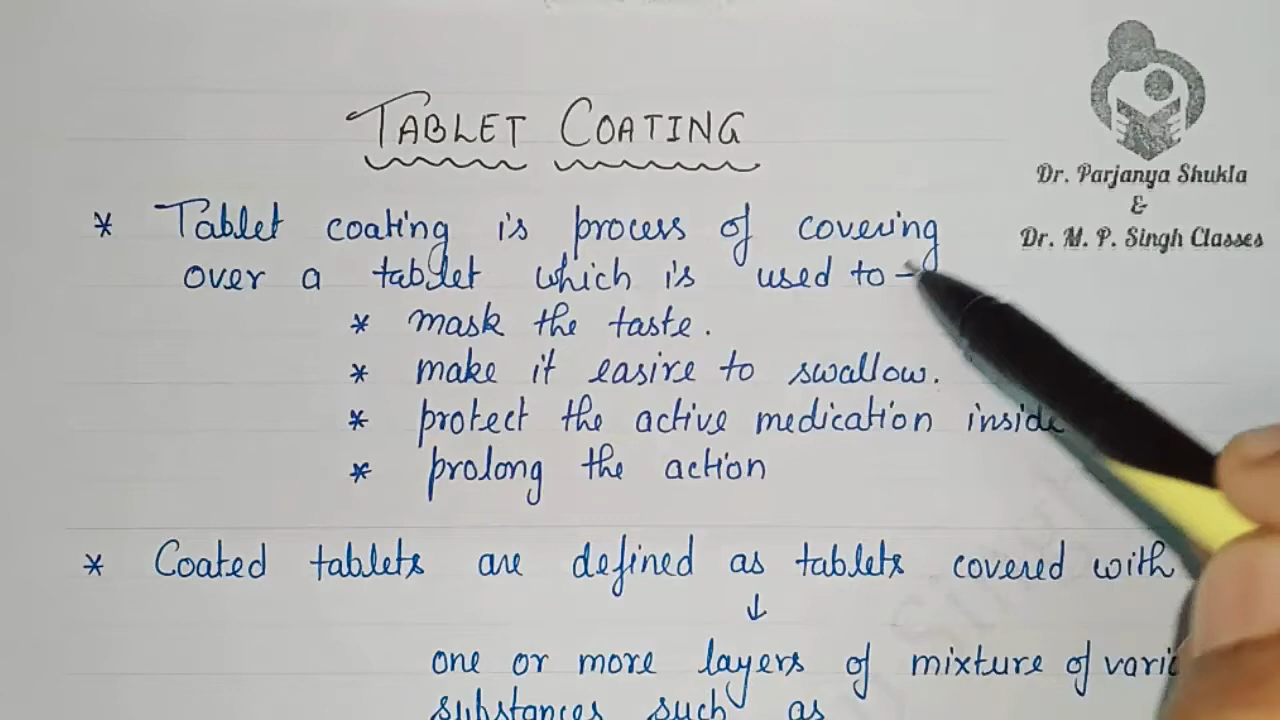 TABLET COATING
Dr. Parjanya Shukla
&
Dr. M. P. Singh Classes
* Tablet coating is process of covering
over a tablet which is used to -
* mask the taste.
* make it easire to swallow.
* protect the active medication inside
* prolong the action
* Coated tablets are defined as tablets covered with
↓
one or more layers of mixture of
substances such as